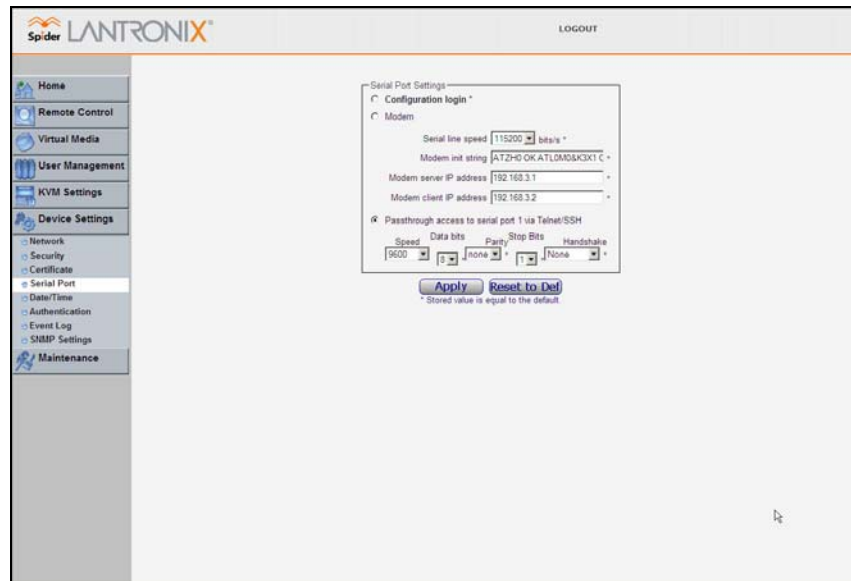 Spider LANTRONIX®
LOGOUT
Home
Remote Control
Virtual Media
User Management
KVM Settings
Device Settings
Network
Security
Certificate
Serial Port
Date/Time
Authentication
Event Log
SNMP Settings
Maintenance
Serial Port Settings
Configuration login *
Modem
Serial line speed 115200 bits/s *
Modem init string ATZH0 OK ATL0M0&K3X1 C *
Modem server IP address 192.168.3.1 *
Modem client IP address 192.168.3.2 *
Passthrough access to serial port 1 via Telnet/SSH
Speed Data bits Parity Stop Bits Handshake
9600 8 none * 1 None *
Apply Reset to Def
* Stored value is equal to the default.